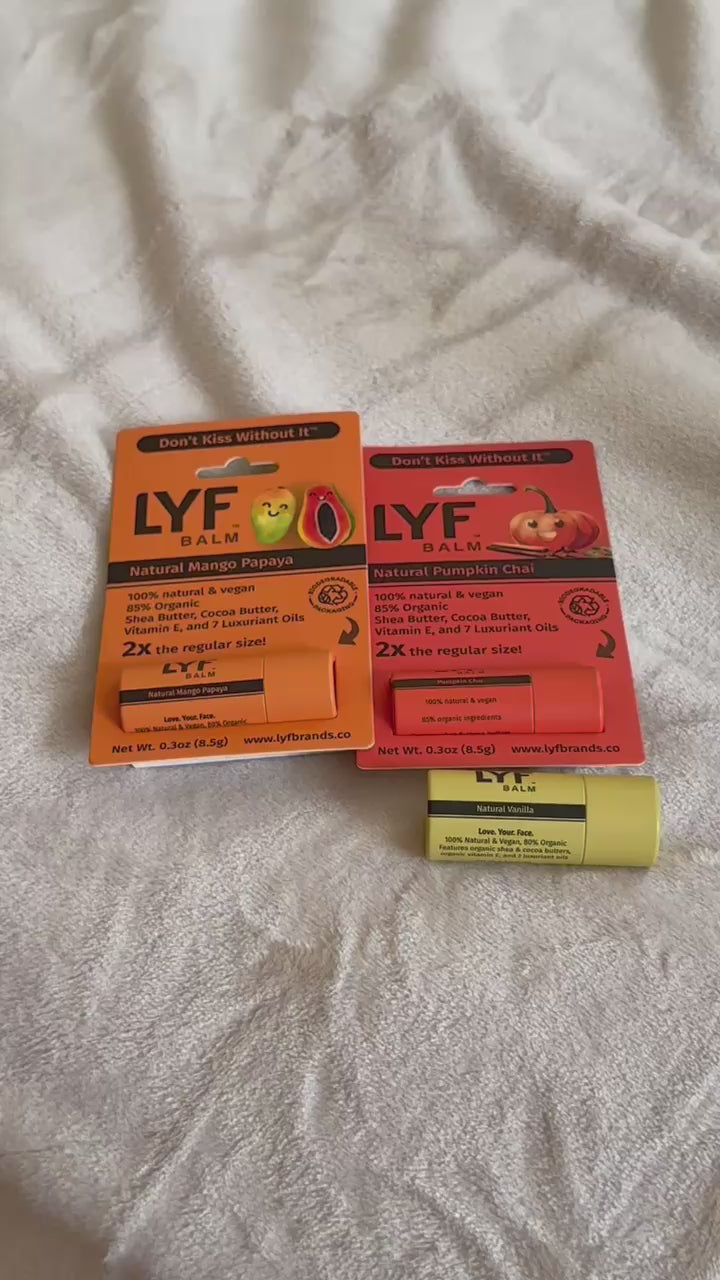 Don't Kiss Without It™
LYF™
BALM
Natural Mango Papaya
100% natural & vegan
85% Organic
Shea Butter, Cocoa Butter,
Vitamin E, and 7 Luxuriant Oils
BIODEGRADABLE
PACKAGING
2X the regular size!
LYF
BALM
Natural Mango Papaya
Love. Your. Face.
100% Natural & Vegan, 80% Organic
Net Wt. 0.3oz (8.5g) www.lyfbrands.co
Don't Kiss Without It™
LYF™
BALM
Natural Pumpkin Chai
100% natural & vegan
85% Organic
Shea Butter, Cocoa Butter,
Vitamin E, and 7 Luxuriant Oils
BIODEGRADABLE
PACKAGING
2X the regular size!
Pumpkin Chai
100% natural & vegan
85% organic ingredients
Net Wt. 0.3oz (8.5g) www.lyfbrands.co
LYF
BALM
Natural Vanilla
Love. Your. Face.
100% Natural & Vegan, 80% Organic
Features organic shea & cocoa butters,
organic vitamin E, and 7 luxuriant oils